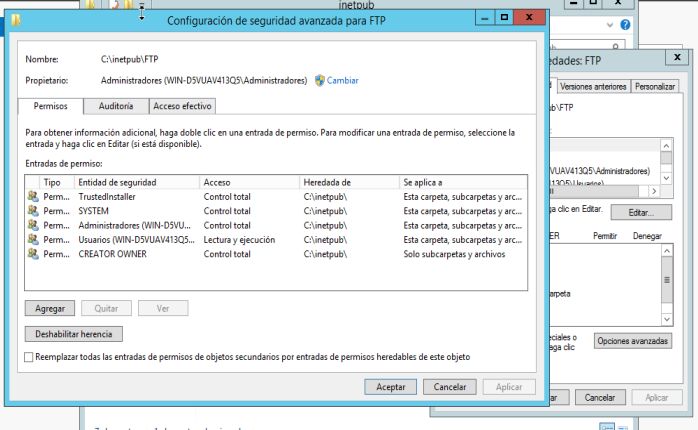 inetpub
Configuración de seguridad avanzada para FTP
Nombre: C:\inetpub\FTP
Propietario: Administradores (WIN-D5VUAV413Q5\Administradores) Cambiar
Permisos Auditoría Acceso efectivo
Para obtener información adicional, haga doble clic en una entrada de permiso. Para modificar una entrada de permiso, seleccione la
entrada y haga clic en Editar (si está disponible).
Entradas de permiso:
Tipo Entidad de seguridad Acceso Heredada de Se aplica a
Perm... TrustedInstaller Control total C:\inetpub\ Esta carpeta, subcarpetas y arc...
Perm... SYSTEM Control total C:\inetpub\ Esta carpeta, subcarpetas y arc...
Perm... Administradores (WIN-D5VU... Control total C:\inetpub\ Esta carpeta, subcarpetas y arc...
Perm... Usuarios (WIN-D5VUAV413Q5... Lectura y ejecución C:\inetpub\ Esta carpeta, subcarpetas y arc...
Perm... CREATOR OWNER Control total C:\inetpub\ Solo subcarpetas y archivos
Agregar Quitar Ver
Deshabilitar herencia
Reemplazar todas las entradas de permisos de objetos secundarios por entradas de permisos heredables de este objeto
Aceptar Cancelar Aplicar
edades: FTP
Versiones anteriores Personalizar
ub\FTP
VUAV413Q5\Administradores)
13Q5\Usuarios)
ga clic en Editar. Editar...
ER Permitir Denegar
arpeta
eciales o
aga clic Opciones avanzadas
ar Cancelar Aplicar